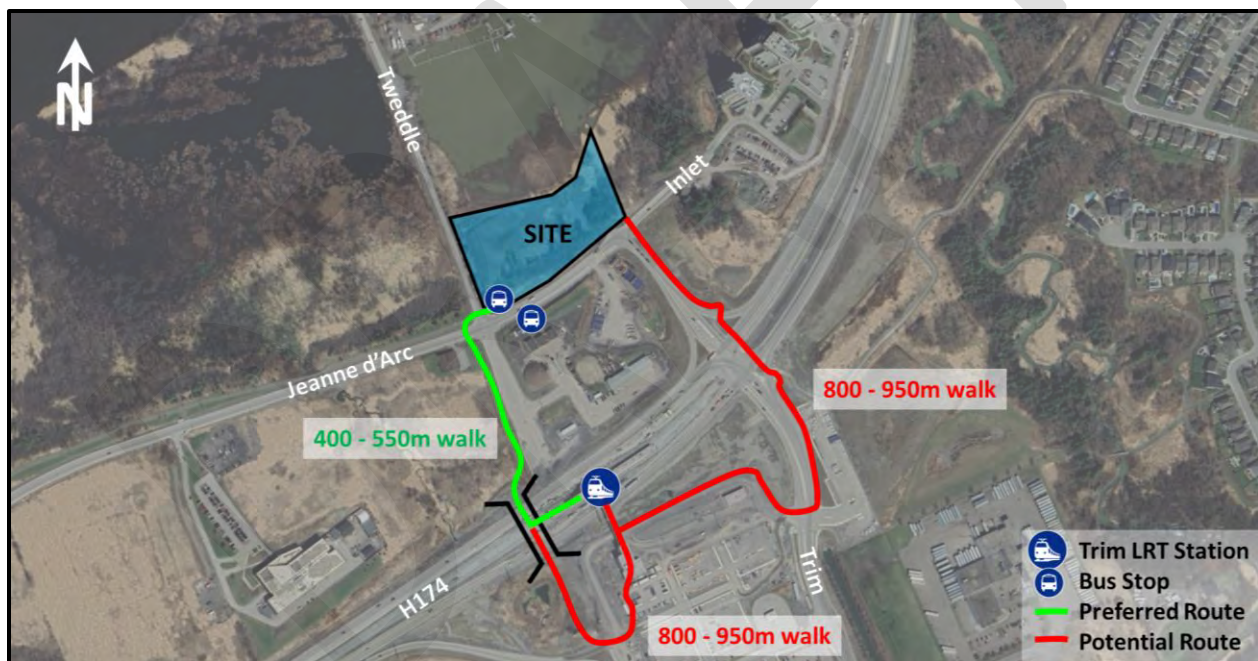 N
Tweddle
Inlet
SITE
Jeanne d'Arc
400 - 550m walk
800 - 950m walk
H174
Trim
800 - 950m walk
Trim LRT Station
Bus Stop
Preferred Route
Potential Route